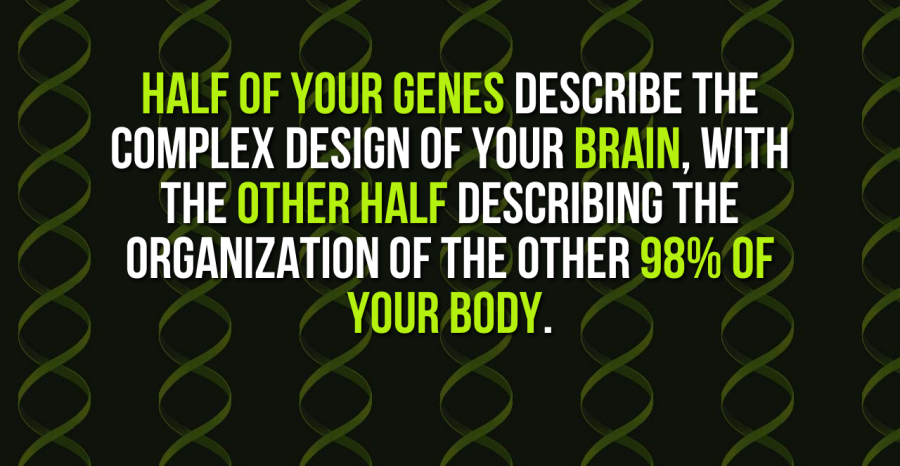 HALF OF YOUR GENES DESCRIBE THE
COMPLEX DESIGN OF YOUR BRAIN, WITH
THE OTHER HALF DESCRIBING THE
ORGANIZATION OF THE OTHER 98% OF
YOUR BODY.